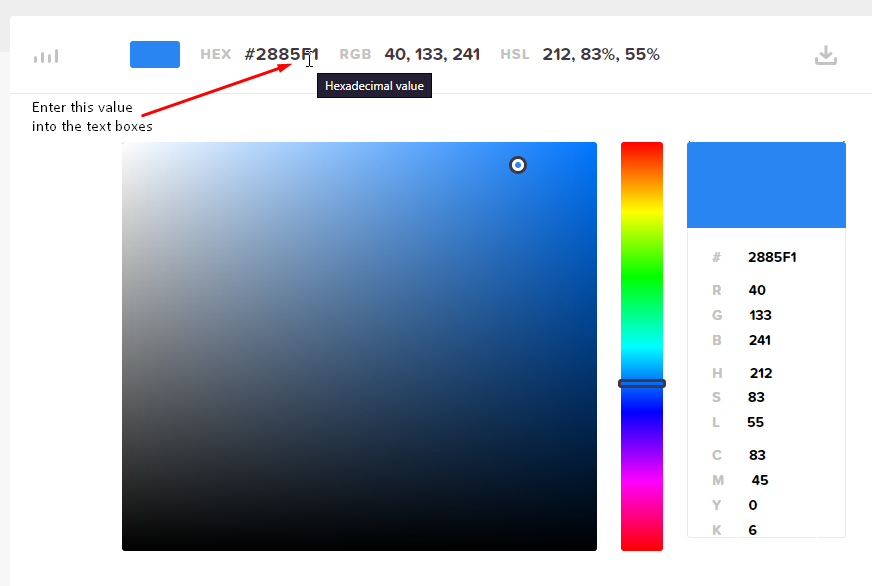 HEX #2885F1 RGB 40, 133, 241 HSL 212, 83%, 55%
Hexadecimal value
Enter this value
into the text boxes
# 2885F1
R 40
G 133
B 241
H 212
S 83
L 55
C 83
M 45
Y 0
K 6